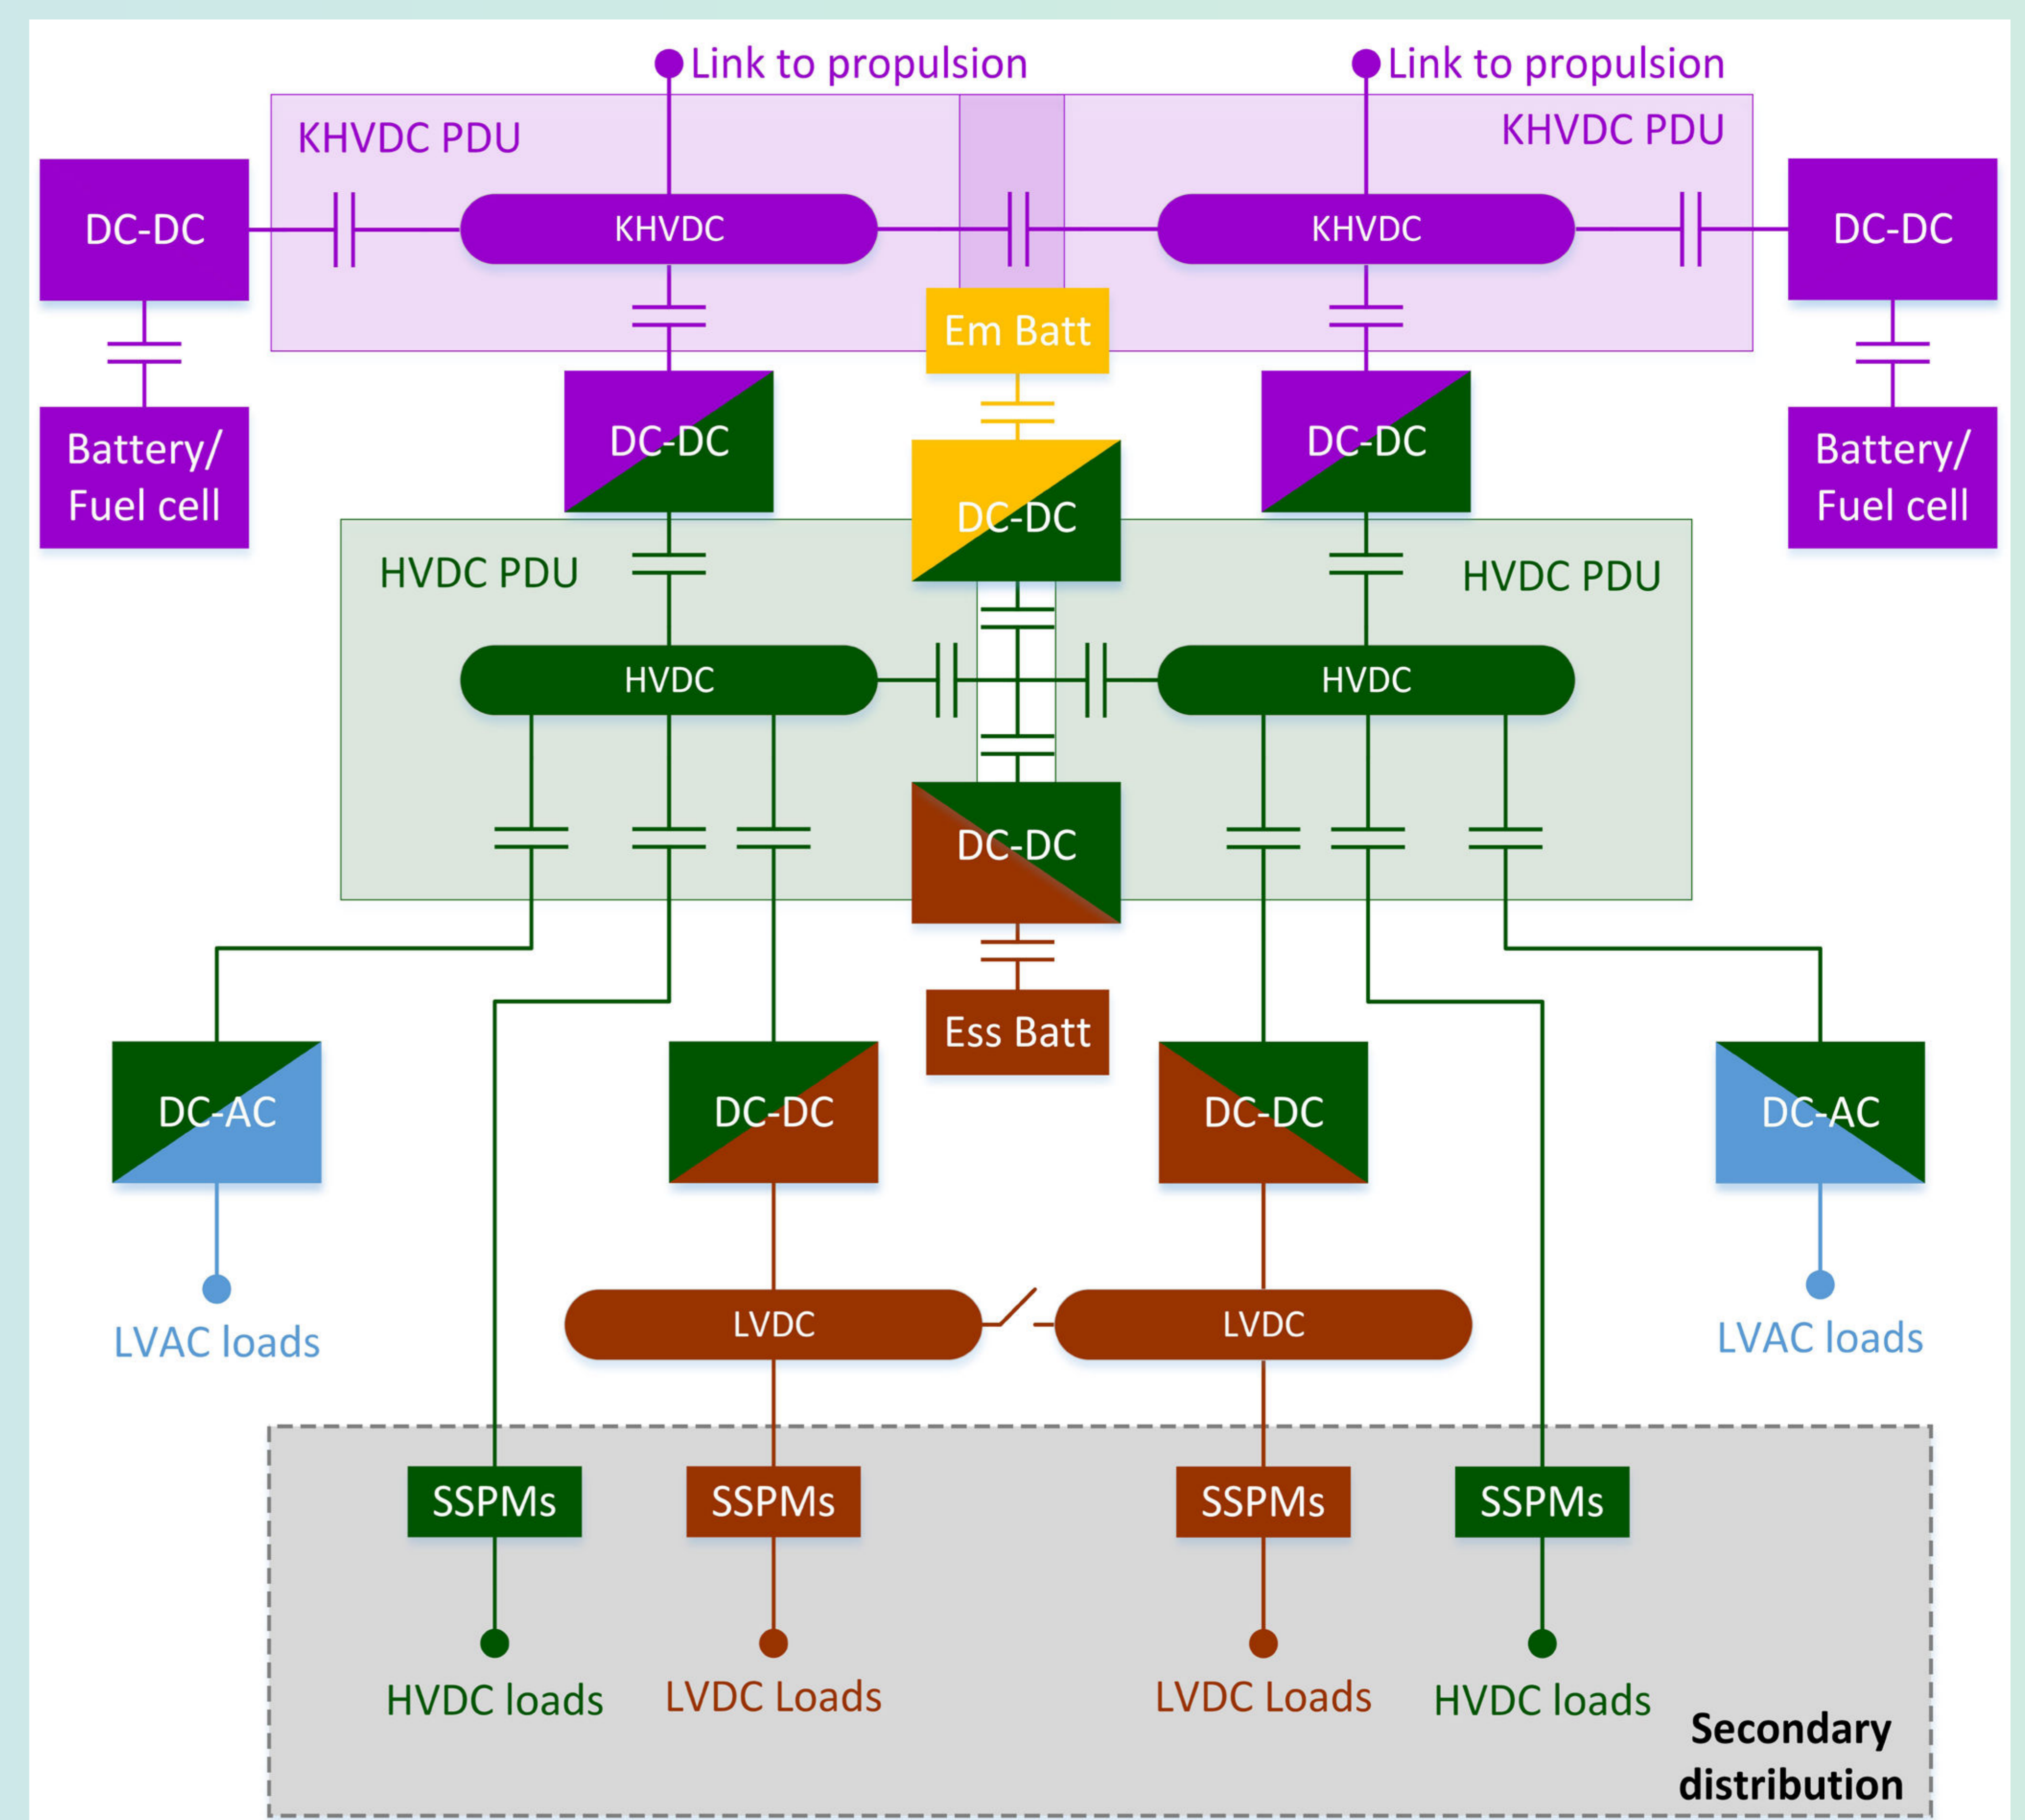 Link to propulsion
Link to propulsion
KHVDC PDU
KHVDC PDU
DC-DC
KHVDC
KHVDC
DC-DC
Em Batt
Battery/
Fuel cell
DC-DC
DC-DC
Battery/
Fuel cell
DC-DC
HVDC PDU
HVDC PDU
HVDC
HVDC
DC-DC
Ess Batt
DC-AC
DC-DC
DC-DC
DC-AC
LVAC loads
LVDC
LVDC
LVAC loads
SSPMs
SSPMs
SSPMs
SSPMs
HVDC loads
LVDC Loads
LVDC Loads
HVDC loads
Secondary
distribution